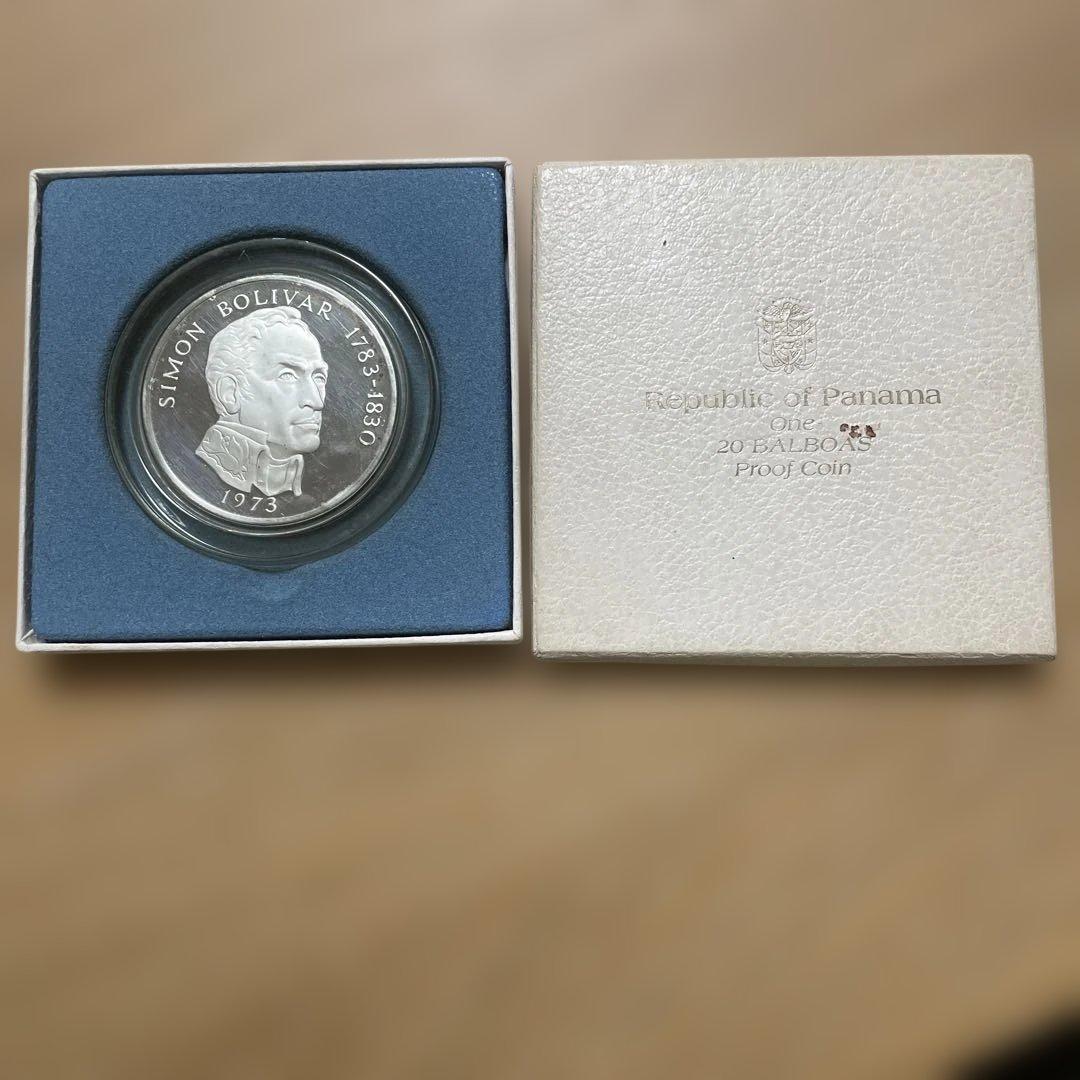 SIMON BOLIVAR 1783-1830
1973
Republic of Panama
One
20 BALBOAS
Proof Coin